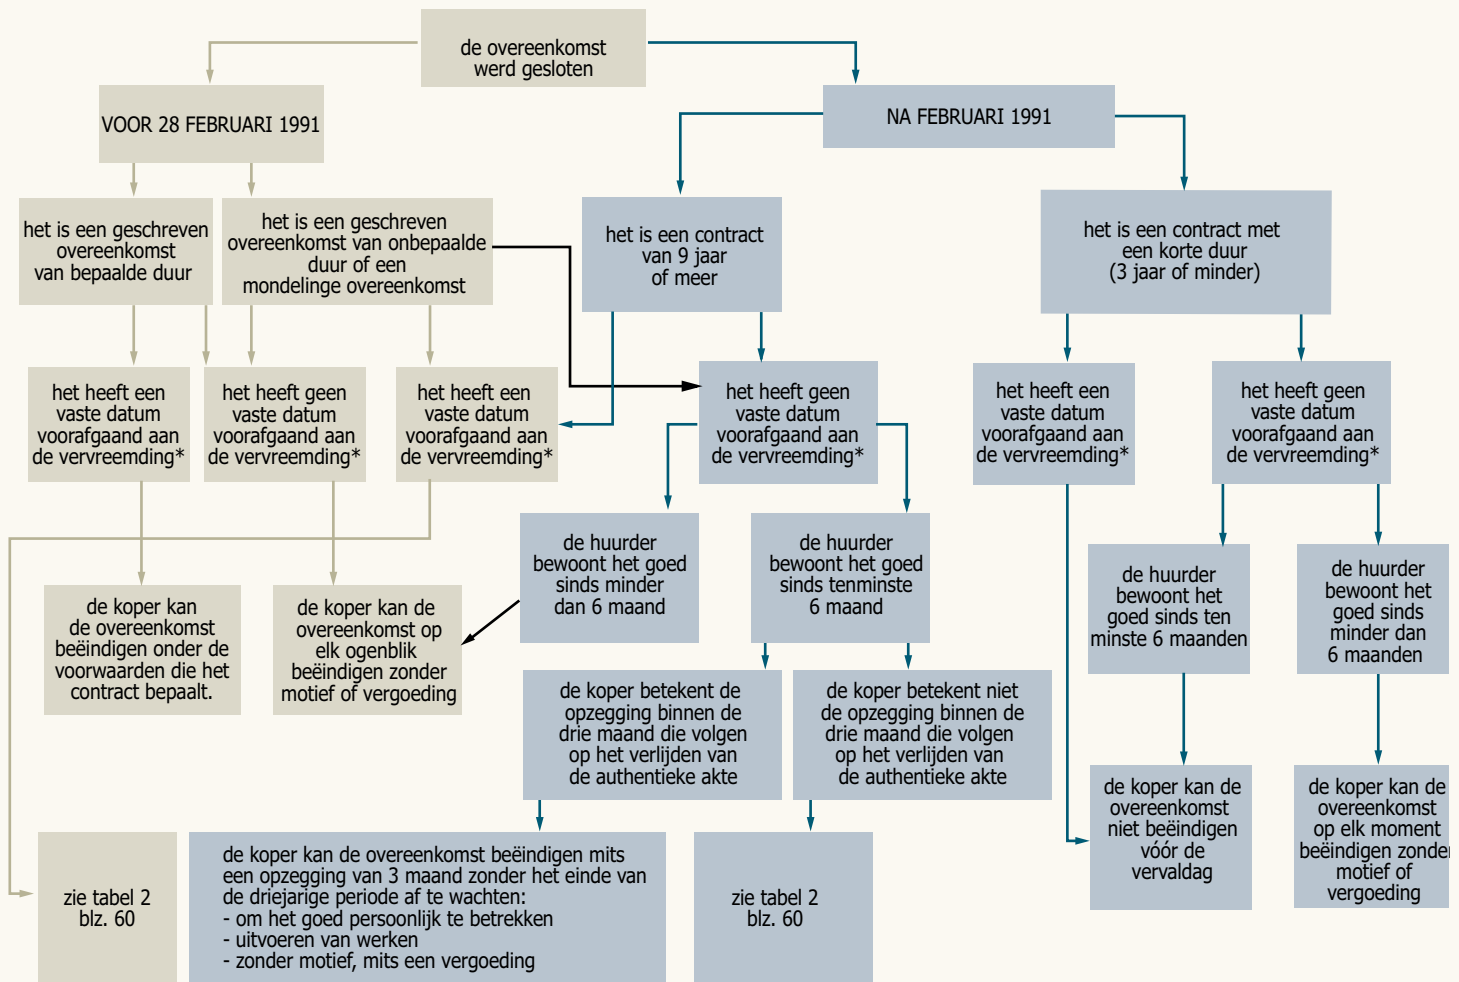 de overeenkomst
werd gesloten
VOOR 28 FEBRUARI 1991
NA FEBRUARI 1991
het is een geschreven
overeenkomst
van bepaalde duur
het is een geschreven
overeenkomst van onbepaalde
duur of een
mondelinge overeenkomst
het is een contract
van 9 jaar
of meer
het is een contract met
een korte duur
(3 jaar of minder)
het heeft een
vaste datum
voorafgaand aan
de vervreemding*
het heeft geen
vaste datum
voorafgaand aan
de vervreemding*
het heeft een
vaste datum
voorafgaand aan
de vervreemding*
het heeft geen
vaste datum
voorafgaand aan
de vervreemding*
het heeft een
vaste datum
voorafgaand aan
de vervreemding*
het heeft geen
vaste datum
voorafgaand aan
de vervreemding*
de huurder
bewoont het goed
sinds minder
dan 6 maand
de huurder
bewoont het goed
sinds tenminste
6 maand
de huurder
bewoont het
goed sinds ten
minste 6 maanden
de huurder
bewoont het
goed sinds
minder dan
6 maanden
de koper kan
de overeenkomst
beëindigen onder de
voorwaarden die het
contract bepaalt.
de koper kan de
overeenkomst op
elk ogenblik
beëindigen zonder
motief of vergoeding
de koper betekent de
opzegging binnen de
drie maand die volgen
op het verlijden van
de authentieke akte
de koper betekent niet
de opzegging binnen de
drie maand die volgen
op het verlijden van
de authentieke akte
de koper kan de
overeenkomst
niet beëindigen
vóór de
vervaldag
de koper kan de
overeenkomst
op elk moment
beëindigen zonder
motief of
vergoeding
zie tabel 2
blz. 60
de koper kan de overeenkomst beëindigen mits
een opzegging van 3 maand zonder het einde van
de driejarige periode af te wachten:
- om het goed persoonlijk te betrekken
- uitvoeren van werken
- zonder motief, mits een vergoeding
zie tabel 2
blz. 60